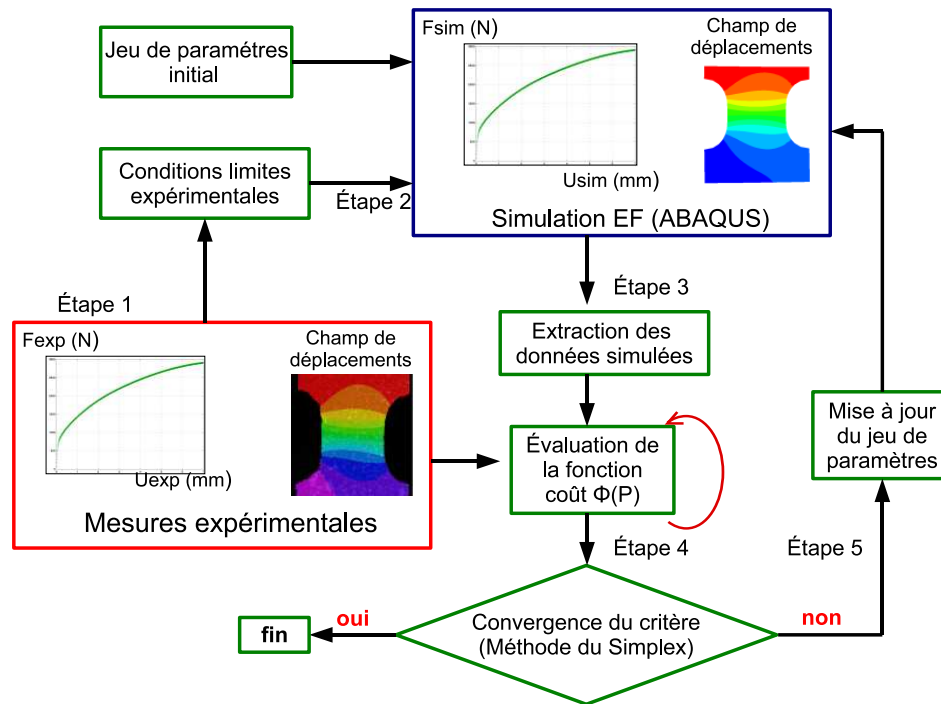 Jeu de paramétres
initial
Fsim (N)
Champ de
déplacements
Usim (mm)
Simulation EF (ABAQUS)
Conditions limites
expérimentales
Étape 2
Étape 1
Étape 3
Fexp (N)
Champ de
déplacements
Uexp (mm)
Mesures expérimentales
Extraction des
données simulées
Évaluation de
la fonction
coût Φ(P)
Mise à jour
du jeu de
paramètres
Étape 4
Étape 5
Convergence du critère
(Méthode du Simplex)
oui
non
fin